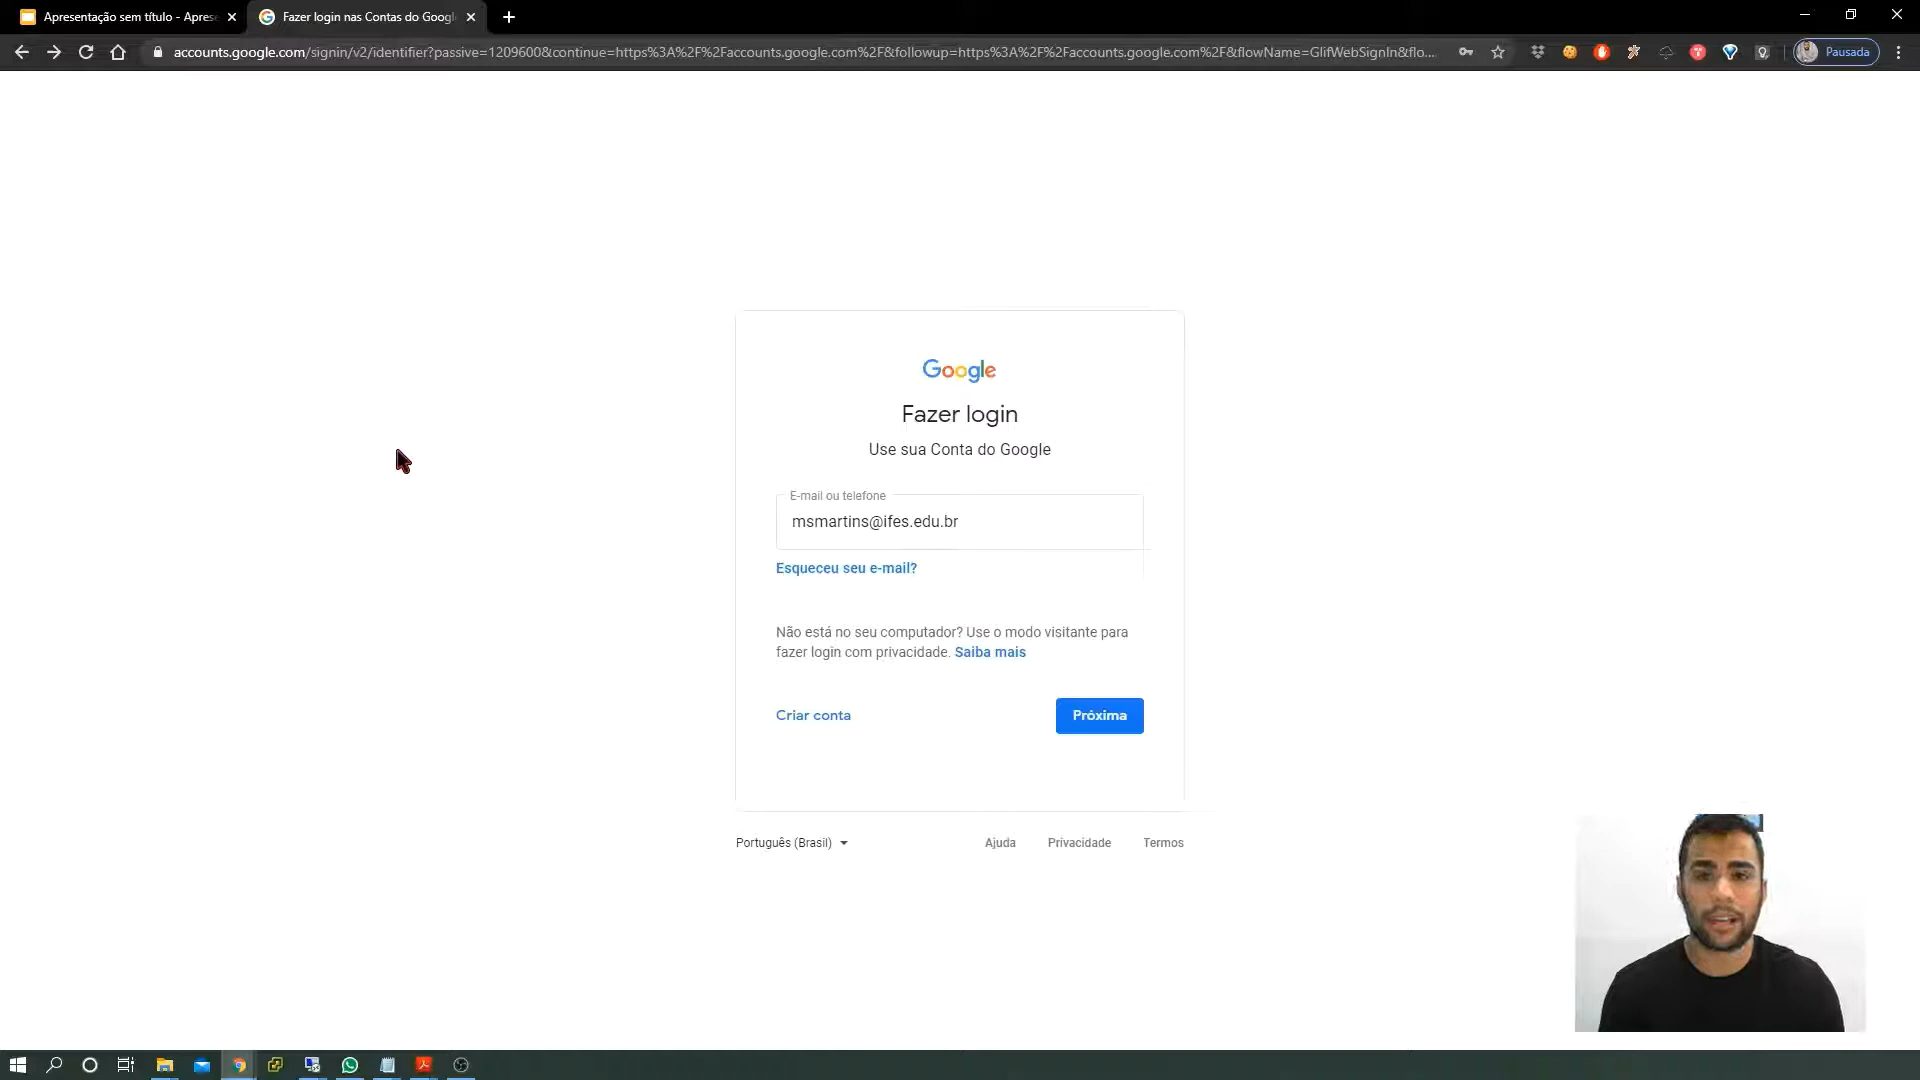 Apresentação sem título - Aprese
Fazer login nas Contas do Google
accounts.google.com/signin/v2/identifier?passive=1209600&continue=https%3A%2F%2Faccounts.google.com%2F&followup=https%3A%2F%2Faccounts.google.com%2F&flowName=GlifWebSignIn&flo...
Pausada
Google
Fazer login
Use sua Conta do Google
E-mail ou telefone
msmartins@ifes.edu.br
Esqueceu seu e-mail?
Não está no seu computador? Use o modo visitante para
fazer login com privacidade. Saiba mais
Criar conta
Próxima
Português (Brasil)
Ajuda
Privacidade
Termos